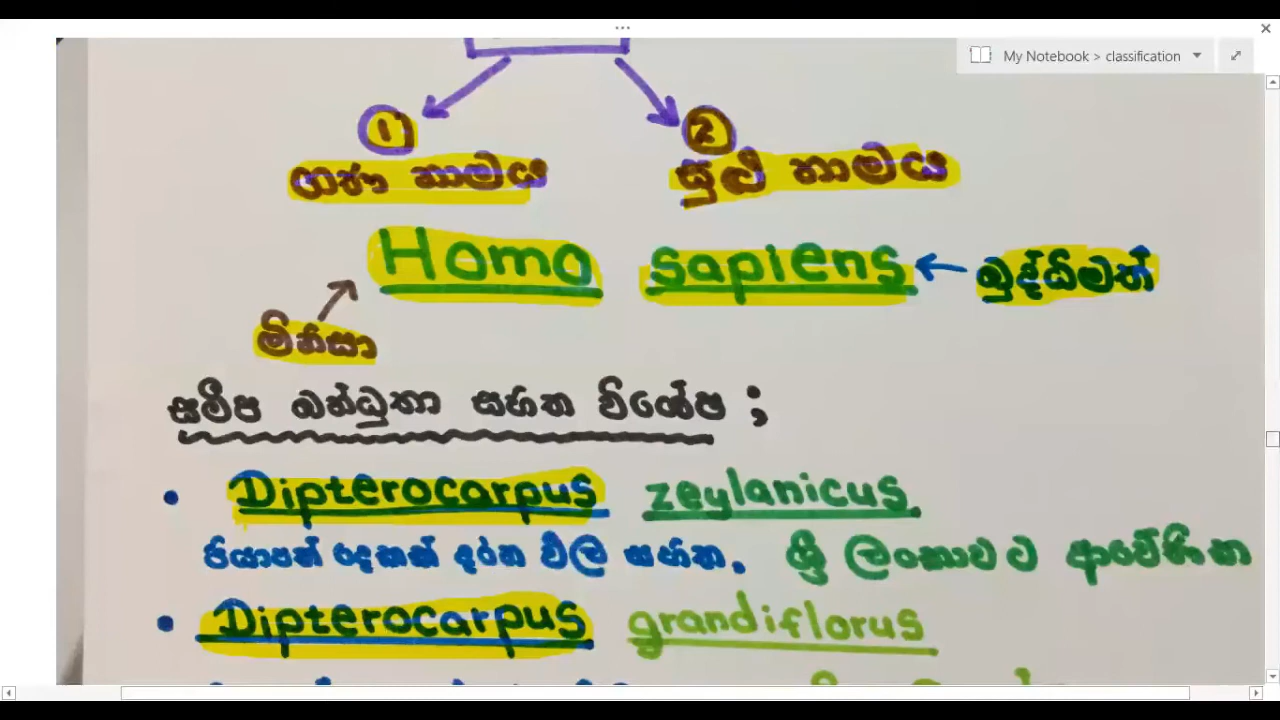 My Notebook > classification
1 2
ගණ නාමය සුළු නාමය
Homo sapiens ← බුද්ධිමත්
මිනිසා
සමීප බන්ධුතා සහිත විශේෂ ;
• Dipterocarpus zeylanicus
පියාපත් දෙකක් දරන ඵල සහිත. ශ්‍රී ලංකාවට ආවේණික
• Dipterocarpus grandiflorus